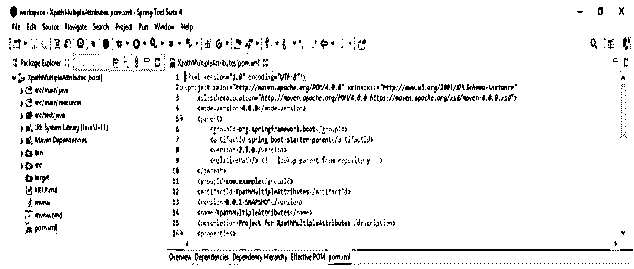 workspace - XpathMultipleAttributes/pom.xml - Spring Tool Suite 4
File Edit Source Navigate Search Project Run Window Help
Package Explorer
XpathMultipleAttributes/pom.xml
XpathMultipleAttributes [boot]
src/main/java
src/main/resources
src/test/java
JRE System Library
Maven Dependencies
bin
src
target
HELP.md
mvnw
mvnw.cmd
pom.xml
1 <?xml version="1.0" encoding="UTF-8"?>
2 <project xmlns="http://maven.apache.org/POM/4.0.0" xmlns:xsi="http://www.w3.org/2001/XMLSchema-instance"
3 xsi:schemaLocation="http://maven.apache.org/POM/4.0.0 https://maven.apache.org/xsd/maven-4.0.0.xsd">
4 <modelVersion>4.0.0</modelVersion>
5 <parent>
6 <groupId>org.springframework.boot</groupId>
7 <artifactId>spring-boot-starter-parent</artifactId>
8 </version>
9 <relativePath/> <!-- lookup parent from repository -->
10 </parent>
11 <groupId>com.example</groupId>
12 <artifactId>XpathMultipleAttributes</artifactId>
13 <version>0.0.1-SNAPSHOT</version>
14 <name>XpathMultipleAttributes</name>
15 <description>Project for XpathMultipleAttributes</description>
16 <properties>
Overview Dependencies Dependency Hierarchy Effective POM pom.xml